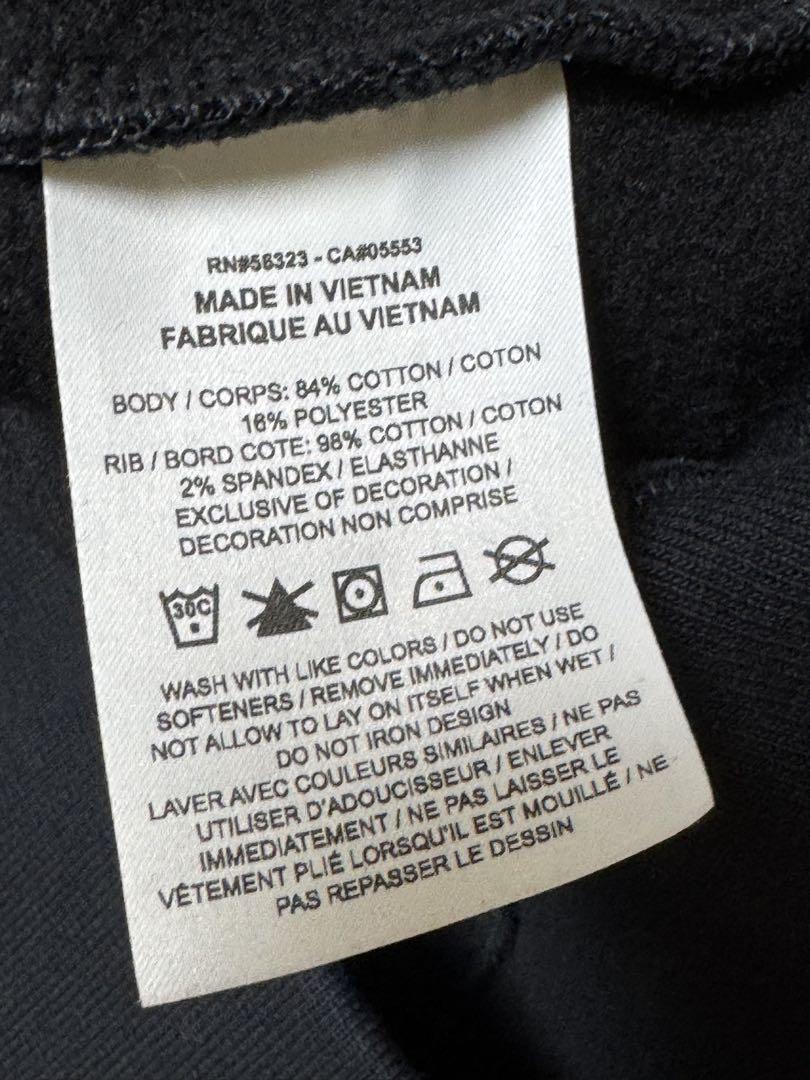 RN#56323 - CA#05553
MADE IN VIETNAM
FABRIQUE AU VIETNAM
BODY / CORPS: 84% COTTON / COTON
16% POLYESTER
RIB / BORD COTE: 98% COTTON / COTON
2% SPANDEX / ELASTHANNE
EXCLUSIVE OF DECORATION /
DECORATION NON COMPRISE
30C
WASH WITH LIKE COLORS / DO NOT USE
SOFTENERS / REMOVE IMMEDIATELY / DO
NOT ALLOW TO LAY ON ITSELF WHEN WET /
DO NOT IRON DESIGN
LAVER AVEC COULEURS SIMILAIRES / NE PAS
UTILISER D'ADOUCISSEUR / ENLEVER
IMMEDIATEMENT / NE PAS LAISSER LE
VÊTEMENT PLIÉ LORSQU'IL EST MOUILLÉ / NE
PAS REPASSER LE DESSIN